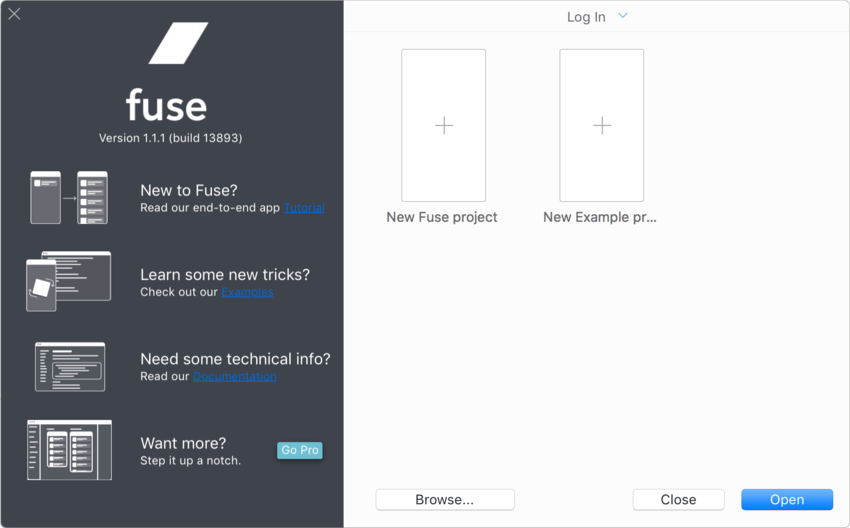 fuse
Version 1.1.1 (build 13893)
New to Fuse?
Read our end-to-end app Tutorial
Learn some new tricks?
Check out our Examples
Need some technical info?
Read our Documentation
Want more?
Step it up a notch.
Go Pro
Log In
New Fuse project
New Example pr...
Browse...
Close
Open